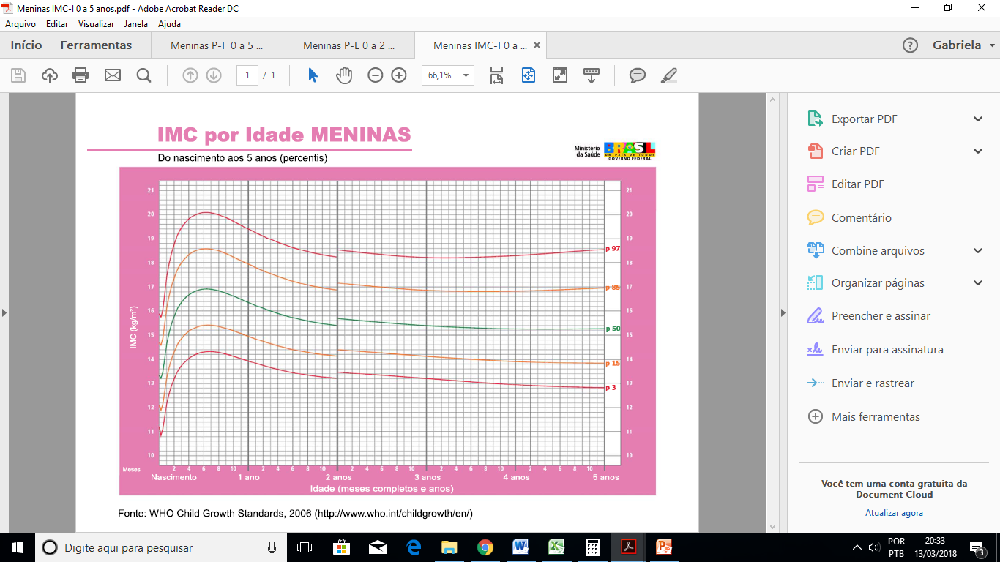 Meninas IMC-I 0 a 5 anos.pdf - Adobe Acrobat Reader DC
Arquivo Editar Visualizar Janela Ajuda
Início Ferramentas Meninas P-I 0 a 5 ... Meninas P-E 0 a 2 ... Meninas IMC-I 0 a ... × ? Gabriela
1 / 1 66,1%
IMC por Idade MENINAS
Do nascimento aos 5 anos (percentis)
Ministério da Saúde
BRASIL
UM PAÍS DE TODOS
GOVERNO FEDERAL
IMC (kg/m²)
21 21
20 20
19 19
p 97
18 18
17 17
p 85
16 16
p 50
15 15
14 14
p 15
13 13
p 3
12 12
11 11
10 10
Meses 2 4 6 8 10 2 4 6 8 10 2 4 6 8 10 2 4 6 8 10 2 4 6 8 10
Nascimento 1 ano 2 anos 3 anos 4 anos 5 anos
Idade (meses completos e anos)
Fonte: WHO Child Growth Standards, 2006 (http://www.who.int/childgrowth/en/)
Exportar PDF
Criar PDF
Editar PDF
Comentário
Combine arquivos
Organizar páginas
Preencher e assinar
Enviar para assinatura
Enviar e rastrear
Mais ferramentas
Você tem uma conta gratuita da
Document Cloud
Atualizar agora
Digite aqui para pesquisar
POR
PTB
20:33
13/03/2018
3